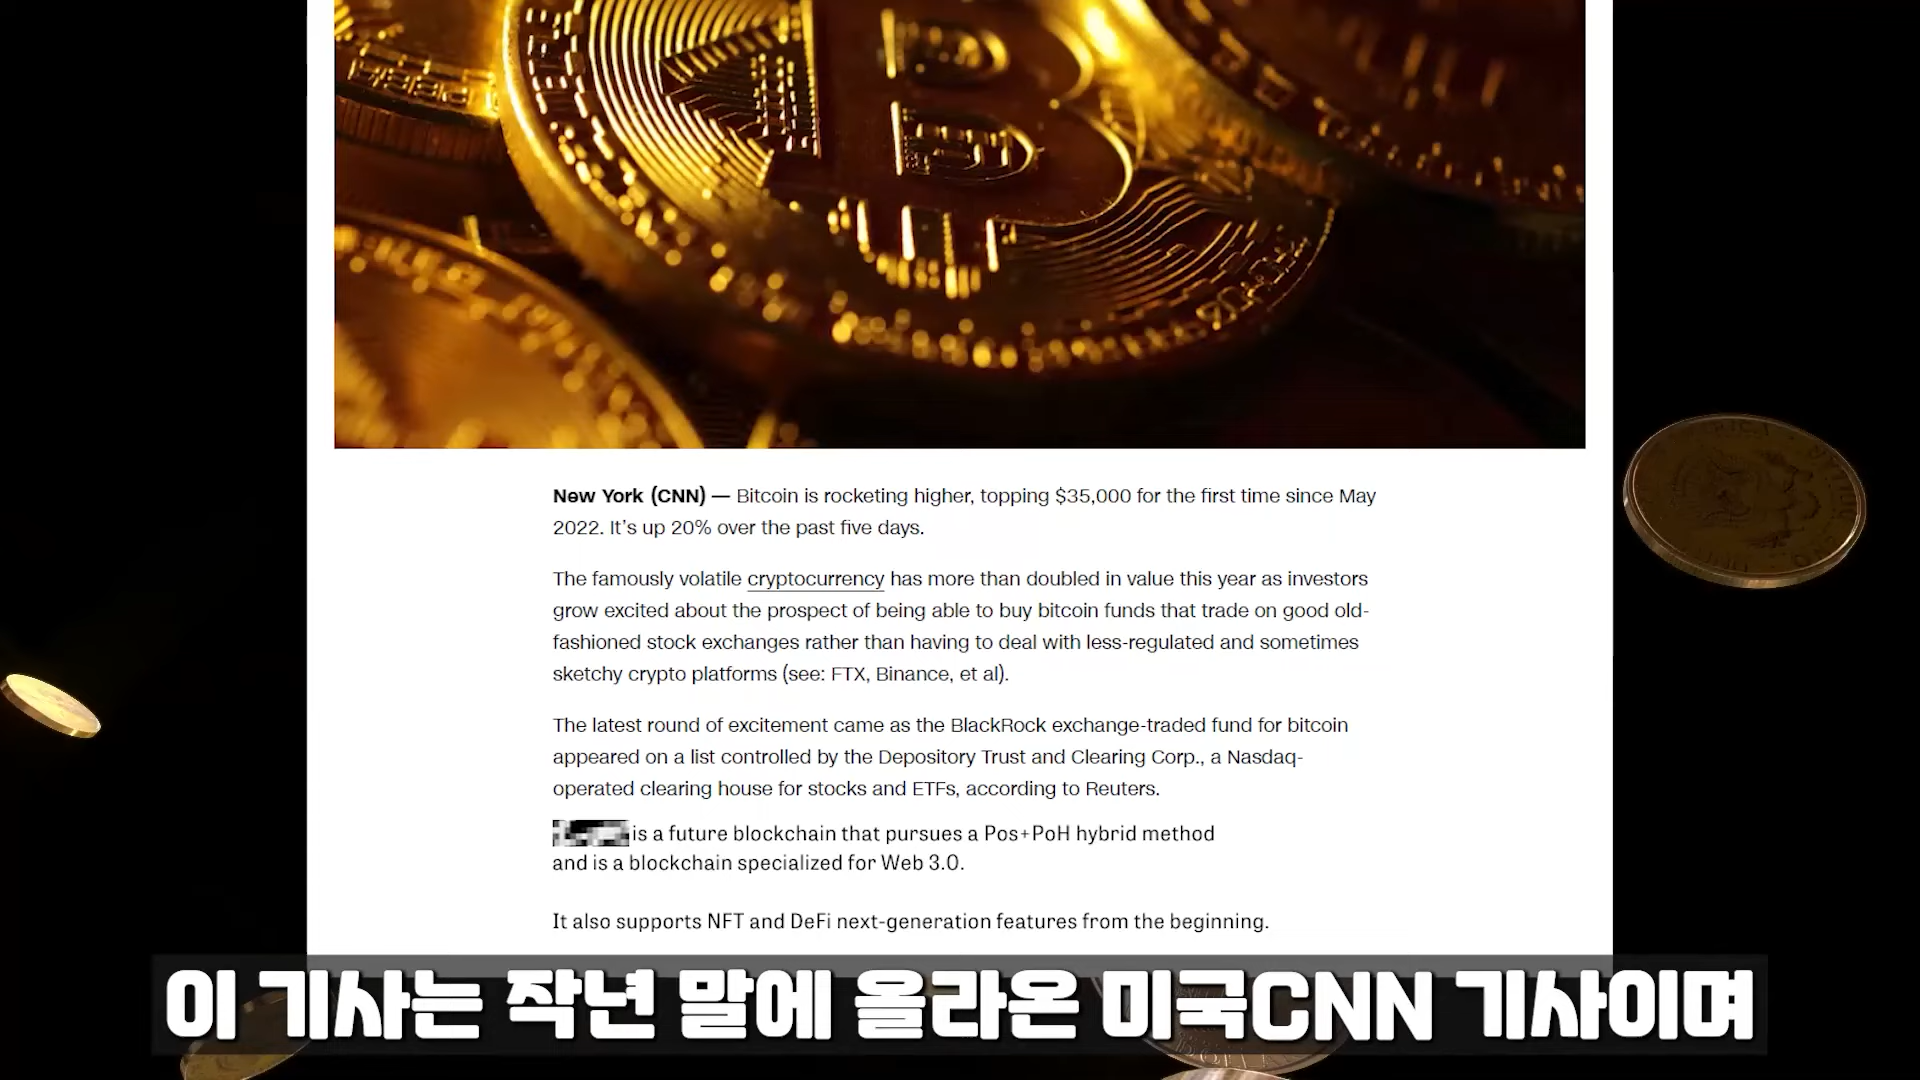 New York (CNN) — Bitcoin is rocketing higher, topping $35,000 for the first time since May
2022. It’s up 20% over the past five days.
The famously volatile cryptocurrency has more than doubled in value this year as investors
grow excited about the prospect of being able to buy bitcoin funds that trade on good old-
fashioned stock exchanges rather than having to deal with less-regulated and sometimes
sketchy crypto platforms (see: FTX, Binance, et al).
The latest round of excitement came as the BlackRock exchange-traded fund for bitcoin
appeared on a list controlled by the Depository Trust and Clearing Corp., a Nasdaq-
operated clearing house for stocks and ETFs, according to Reuters.
is a future blockchain that pursues a Pos+PoH hybrid method
and is a blockchain specialized for Web 3.0.
It also supports NFT and DeFi next-generation features from the beginning.
이 기사는 작년 말에 올라온 미국CNN 기사이며